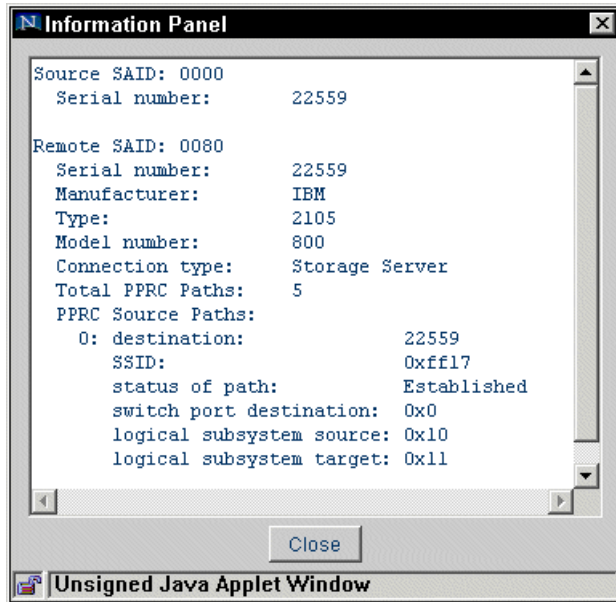 Information Panel
Source SAID: 0000
Serial number: 22559
Remote SAID: 0080
Serial number: 22559
Manufacturer: IBM
Type: 2105
Model number: 800
Connection type: Storage Server
Total PPRC Paths: 5
PPRC Source Paths:
0: destination: 22559
SSID: 0xff17
status of path: Established
switch port destination: 0x0
logical subsystem source: 0x10
logical subsystem target: 0x11
Close
Unsigned Java Applet Window